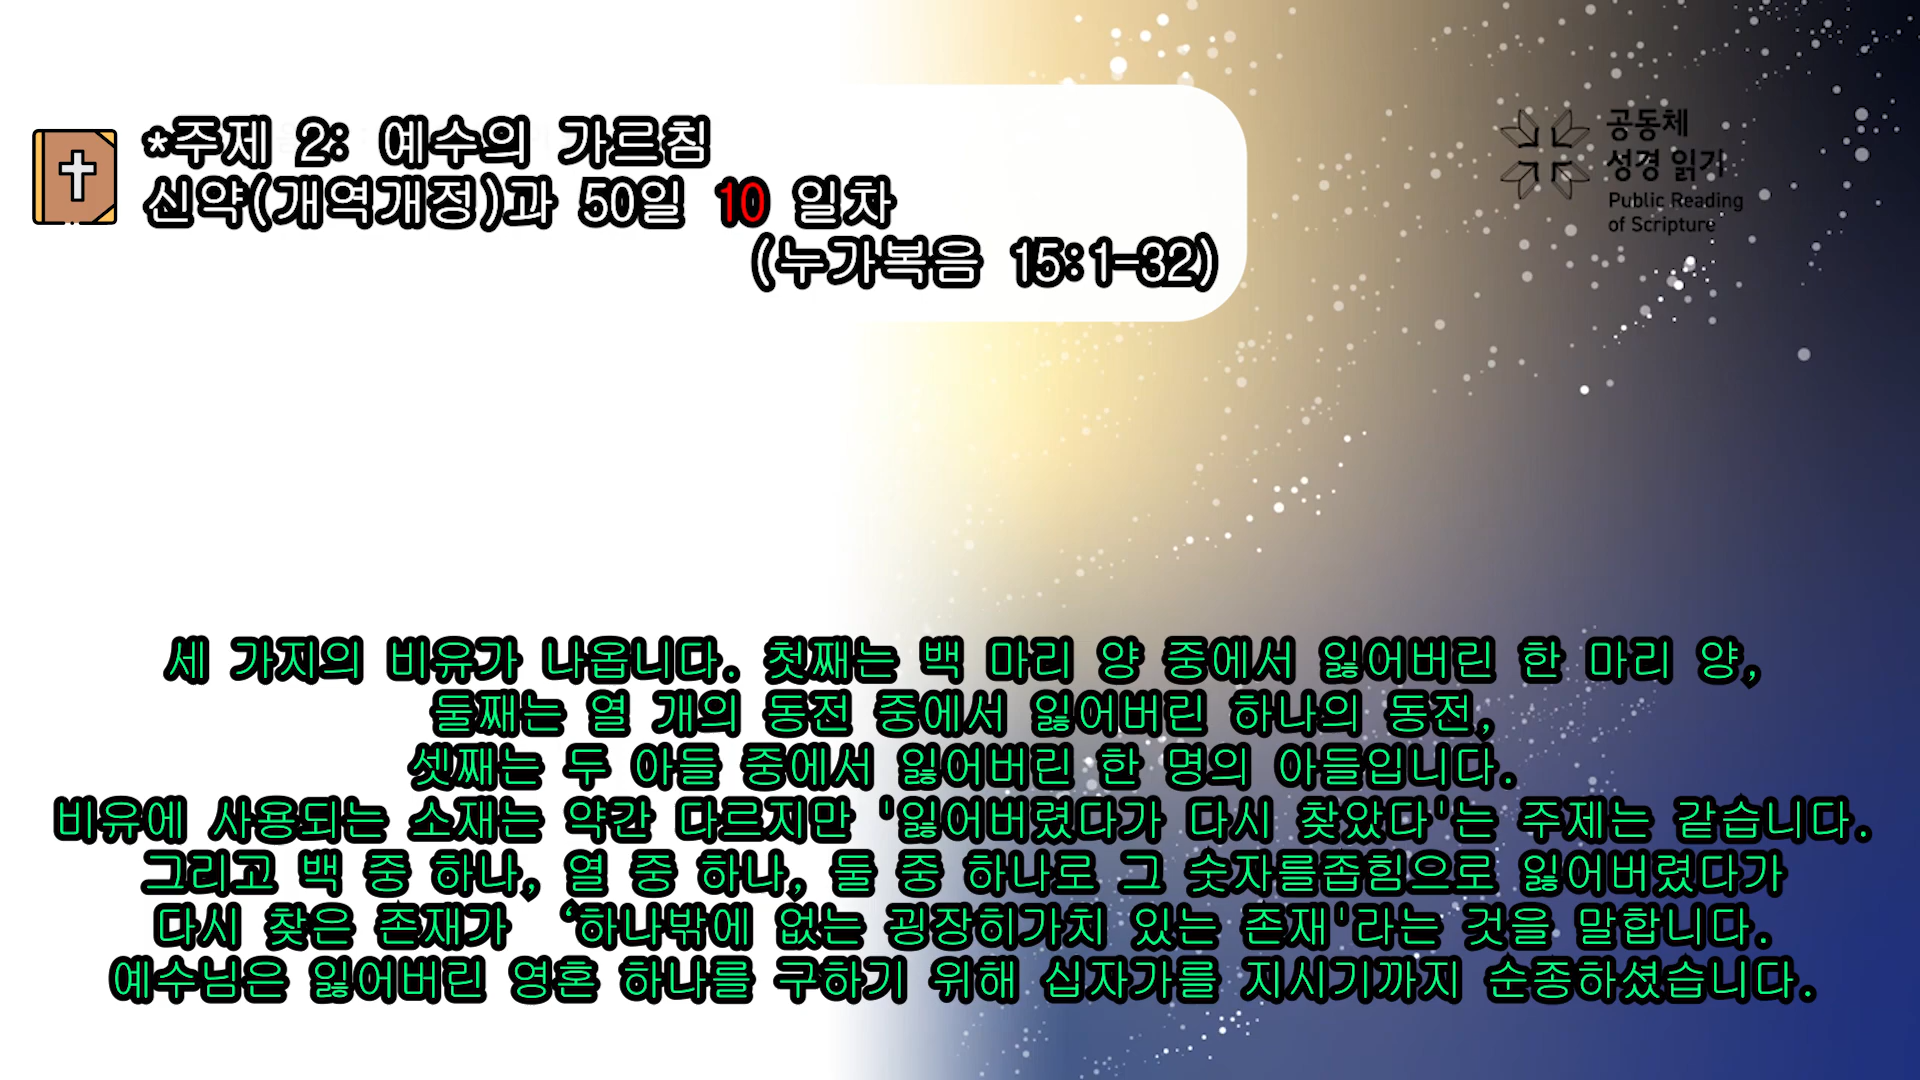 *주제 2: 예수의 가르침
신약(개역개정)과 50일 10 일차
(누가복음 15:1-32)
공동체
성경 읽기
Public Reading
of Scripture
세 가지의 비유가 나옵니다. 첫째는 백 마리 양 중에서 잃어버린 한 마리 양,
둘째는 열 개의 동전 중에서 잃어버린 하나의 동전,
셋째는 두 아들 중에서 잃어버린 한 명의 아들입니다.
비유에 사용되는 소재는 약간 다르지만 '잃어버렸다가 다시 찾았다'는 주제는 같습니다.
그리고 백 중 하나, 열 중 하나, 둘 중 하나로 그 숫자를좁힘으로 잃어버렸다가
다시 찾은 존재가 ‘하나밖에 없는 굉장히가치 있는 존재'라는 것을 말합니다.
예수님은 잃어버린 영혼 하나를 구하기 위해 십자가를 지시기까지 순종하셨습니다.